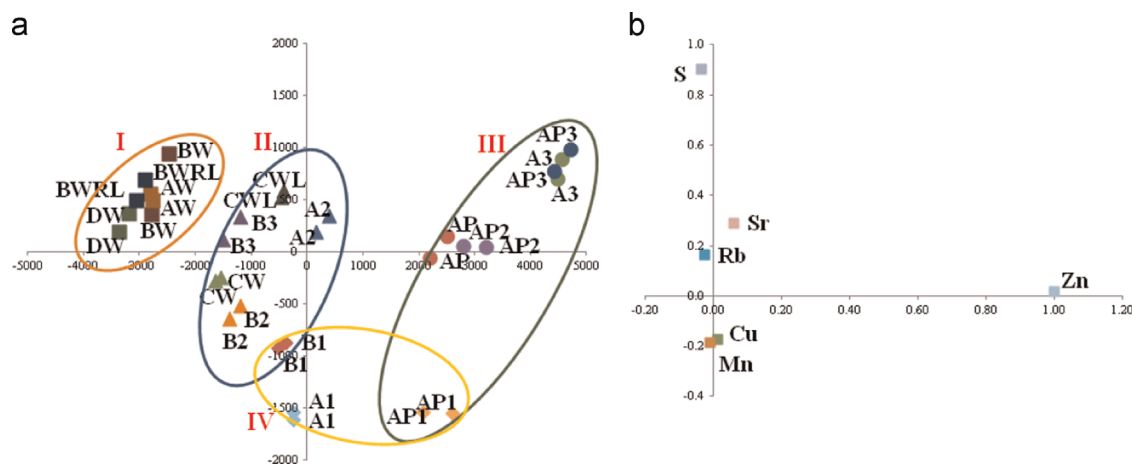 a
b
2000
1500
1000
500
0
-500
-1000
-1500
-2000
-5000 -4000 -3000 -2000 -1000 0 1000 2000 3000 4000 5000
I
II
III
IV
BW
BWRL
BWRL AW
DW AW
DW BW
CWL
CWL
B3
B3
A2
A2
CW CW
B2
B2
B1
B1
A1
A1
AP3
A3
AP3
A3
AP AP2
AP AP2
AP1
AP1
1.0
0.8
0.6
0.4
0.2
0.0
-0.2
-0.4
-0.20 0.00 0.20 0.40 0.60 0.80 1.00 1.20
S
Sr
Rb
Zn
Cu
Mn